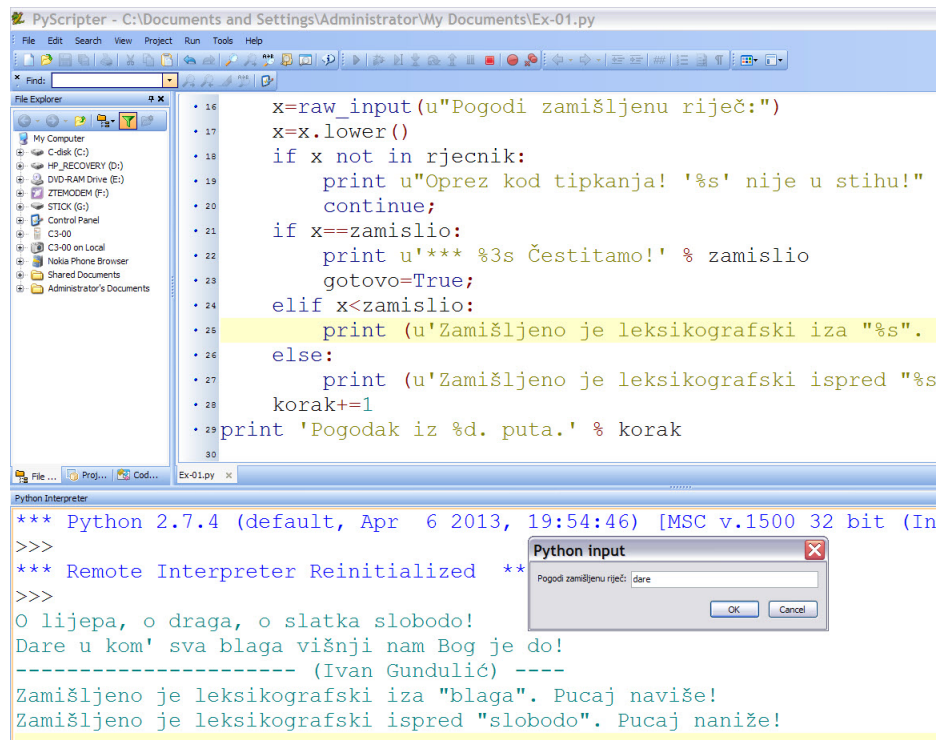 PyScripter - C:\Documents and Settings\Administrator\My Documents\Ex-01.py
File Edit Search View Project Run Tools Help
Find:
File Explorer
My Computer
C-disk (C:)
HP_RECOVERY (D:)
DVD-RAM Drive (E:)
ZTEMODEM (F:)
STICK (G:)
Control Panel
C3-00
C3-00 on Local
Nokia Phone Browser
Shared Documents
Administrator's Documents
File ... Proj... Cod...
16 x=raw_input(u"Pogodi zamišljenu riječ:")
17 x=x.lower()
18 if x not in rjecnik:
19 print u"Oprez kod tipkanja! '%s' nije u stihu!"
20 continue;
21 if x==zamislio:
22 print u'*** %3s Čestitamo!' % zamislio
23 gotovo=True;
24 elif x<zamislio:
25 print (u'Zamišljeno je leksikografski iza "%s".
26 else:
27 print (u'Zamišljeno je leksikografski ispred "%s
28 korak+=1
29 print 'Pogodak iz %d. puta.' % korak
30
Ex-01.py ×
Python Interpreter
*** Python 2.7.4 (default, Apr  6 2013, 19:54:46) [MSC v.1500 32 bit (In
>>>
*** Remote Interpreter Reinitialized  **
>>>
O lijepa, o draga, o slatka slobodo!
Dare u kom' sva blaga višnji nam Bog je do!
---------------------- (Ivan Gundulić) ----
Zamišljeno je leksikografski iza "blaga". Pucaj naviše!
Zamišljeno je leksikografski ispred "slobodo". Pucaj naniže!
Python input
Pogodi zamišljenu riječ: dare
OK Cancel